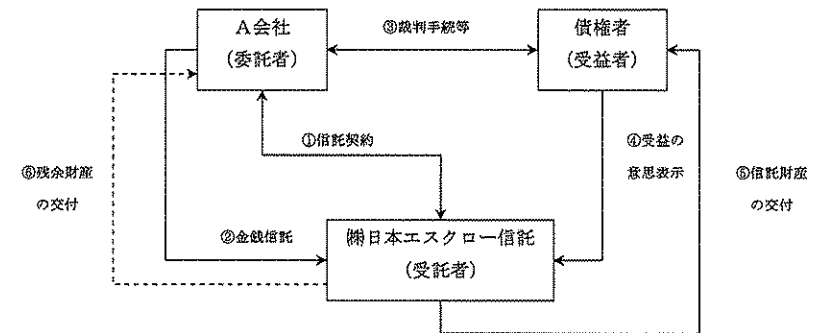 A会社
(委託者)
③裁判手続等
債権者
(受益者)
①信託契約
④受益の
意思表示
⑥残余財産
の交付
⑤信託財産
の交付
②金銭信託
㈱日本エスクロー信託
(受託者)